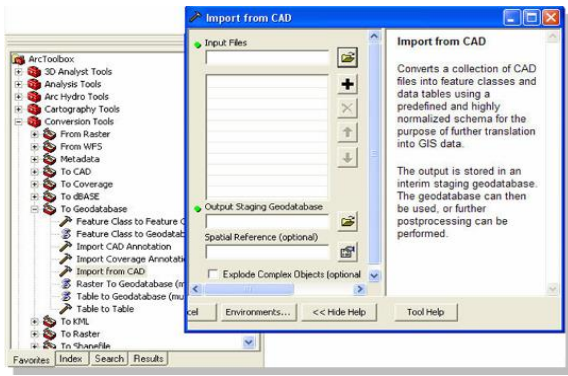 ArcToolbox
3D Analyst Tools
Analysis Tools
Arc Hydro Tools
Cartography Tools
Conversion Tools
From Raster
From WFS
Metadata
To CAD
To Coverage
To dBASE
To Geodatabase
Feature Class to Feature C
Feature Class to Geodatab
Import CAD Annotation
Import Coverage Annotati
Import from CAD
Raster To Geodatabase (m
Table to Geodatabase (mu
Table to Table
To KML
To Raster
To Shapefile
Favorites Index Search Results
Import from CAD
Input Files
Output Staging Geodatabase
Spatial Reference (optional)
Explode Complex Objects (optional
cel Environments... << Hide Help Tool Help
Import from CAD
Converts a collection of CAD
files into feature classes and
data tables using a
predefined and highly
normalized schema for the
purpose of further translation
into GIS data.
The output is stored in an
interim staging geodatabase.
The geodatabase can then
be used, or further
postprocessing can be
performed.